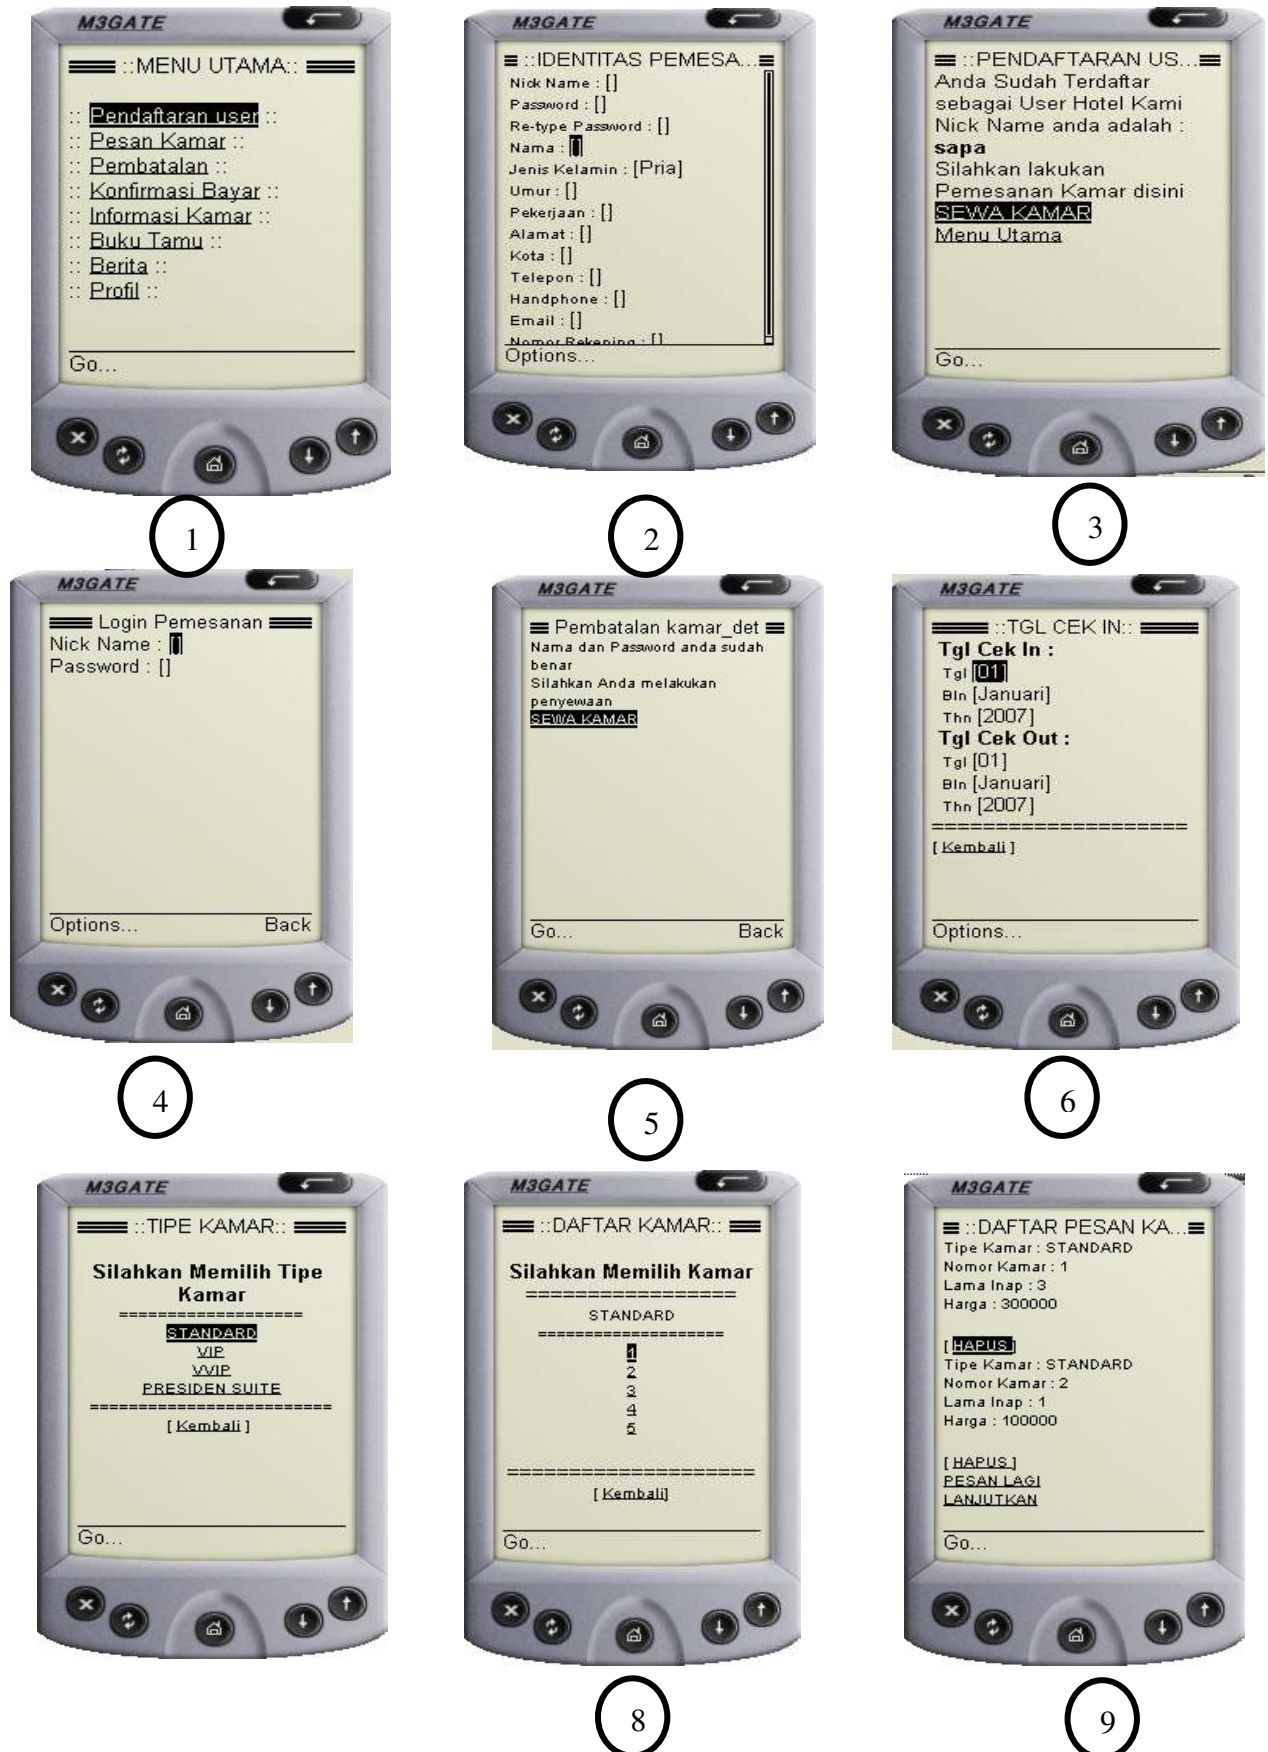 M3GATE
::MENU UTAMA::
:: Pendaftaran user ::
:: Pesan Kamar ::
:: Pembatalan ::
:: Konfirmasi Bayar ::
:: Informasi Kamar ::
:: Buku Tamu ::
:: Berita ::
:: Profil ::
Go...
1
M3GATE
::IDENTITAS PEMESA...
Nick Name : []
Password : []
Re-type Password : []
Nama : []
Jenis Kelamin : [Pria]
Umur : []
Pekerjaan : []
Alamat : []
Kota : []
Telepon : []
Handphone : []
Email : []
Nomor Rekening : []
Options...
2
M3GATE
::PENDAFTARAN US...
Anda Sudah Terdaftar
sebagai User Hotel Kami
Nick Name anda adalah :
sapa
Silahkan lakukan
Pemesanan Kamar disini
SEWA KAMAR
Menu Utama
Go...
3
M3GATE
Login Pemesanan
Nick Name : []
Password : []
Options... Back
4
M3GATE
Pembatalan kamar_det
Nama dan Password anda sudah
benar
Silahkan Anda melakukan
penyewaan
SEWA KAMAR
Go... Back
5
M3GATE
::TGL CEK IN::
Tgl Cek In :
Tgl [01]
Bln [Januari]
Thn [2007]
Tgl Cek Out :
Tgl [01]
Bln [Januari]
Thn [2007]
====================
[ Kembali ]
Options...
6
M3GATE
::TIPE KAMAR::
Silahkan Memilih Tipe
Kamar
===================
STANDARD
VIP
VVIP
PRESIDEN SUITE
=========================
[ Kembali ]
Go...
M3GATE
::DAFTAR KAMAR::
Silahkan Memilih Kamar
=================
STANDARD
===================
1
2
3
4
5
====================
[ Kembali]
Go...
8
M3GATE
::DAFTAR PESAN KA...
Tipe Kamar : STANDARD
Nomor Kamar : 1
Lama Inap : 3
Harga : 300000
[ HAPUS ]
Tipe Kamar : STANDARD
Nomor Kamar : 2
Lama Inap : 1
Harga : 100000
[ HAPUS ]
PESAN LAGI
LANJUTKAN
Go...
9